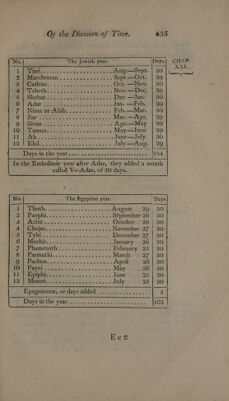 Of the Division of Time. 405
CHAP. XXI.
No. The Jewish year. Days.
1 Tisri Aug.—Sept. 30
2 Marchesvan Sept.—Oct. 29
3 Casleu Oct.—Nov. 30
4 Tebeth Nov.—Dec. 29
5 Shebat Dec.—Jan. 30
6 Adar Jan.—Feb. 29
7 Nisan or Abib Feb.—Mar. 30
8 Jiar Mar.—Apr. 29
9 Sivan Apr.—May 30
10 Tamus May—June 29
11 Ab June—July 30
12 Elul July—Aug. 29
Days in the year 354
In the Embolimic year after Adar, they added a month
called Ve-Adar, of 30 days.
No. The Egyptian year. Days
1 Thoth August 29 30
2 Paophi September 28 30
3 Athir October 28 30
4 Chojac November 27 30
5 Tybi December 27 30
6 Mechir January 26 30
7 Phamenoth February 25 30
8 Parmuthi March 27 30
9 Pachon April 26 30
10 Payni May 26 30
11 Epiphi June 25 30
12 Mesori July 25 30
Epagomenæ, or days added 5
Days in the year 365
E e 2